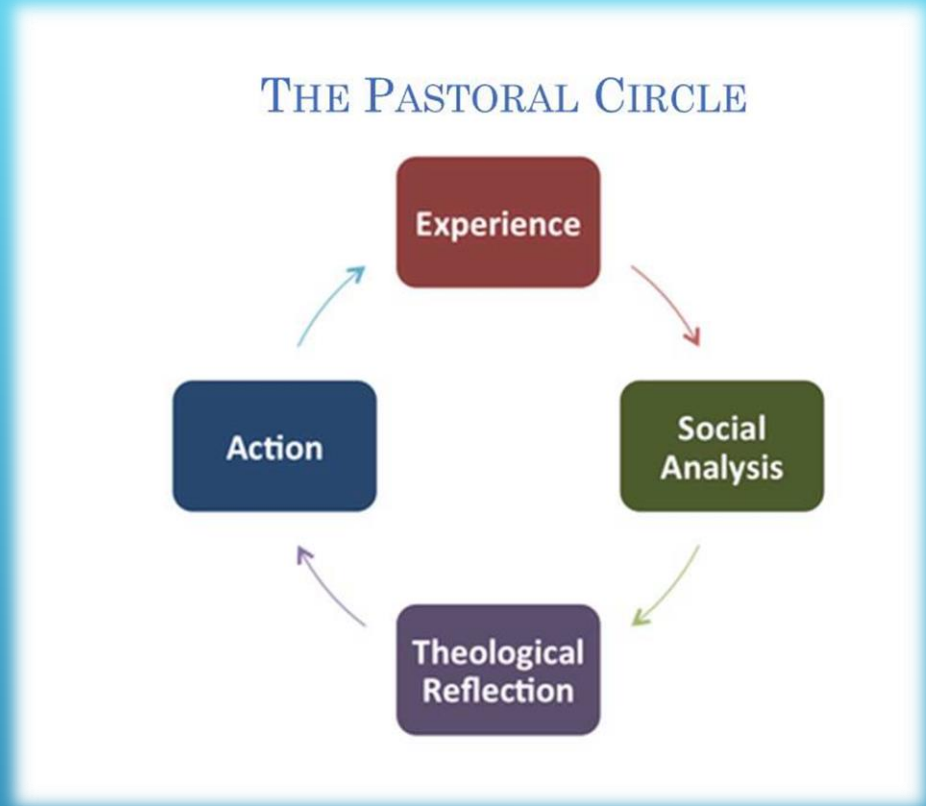 THE PASTORAL CIRCLE
Experience
Social
Analysis
Theological
Reflection
Action